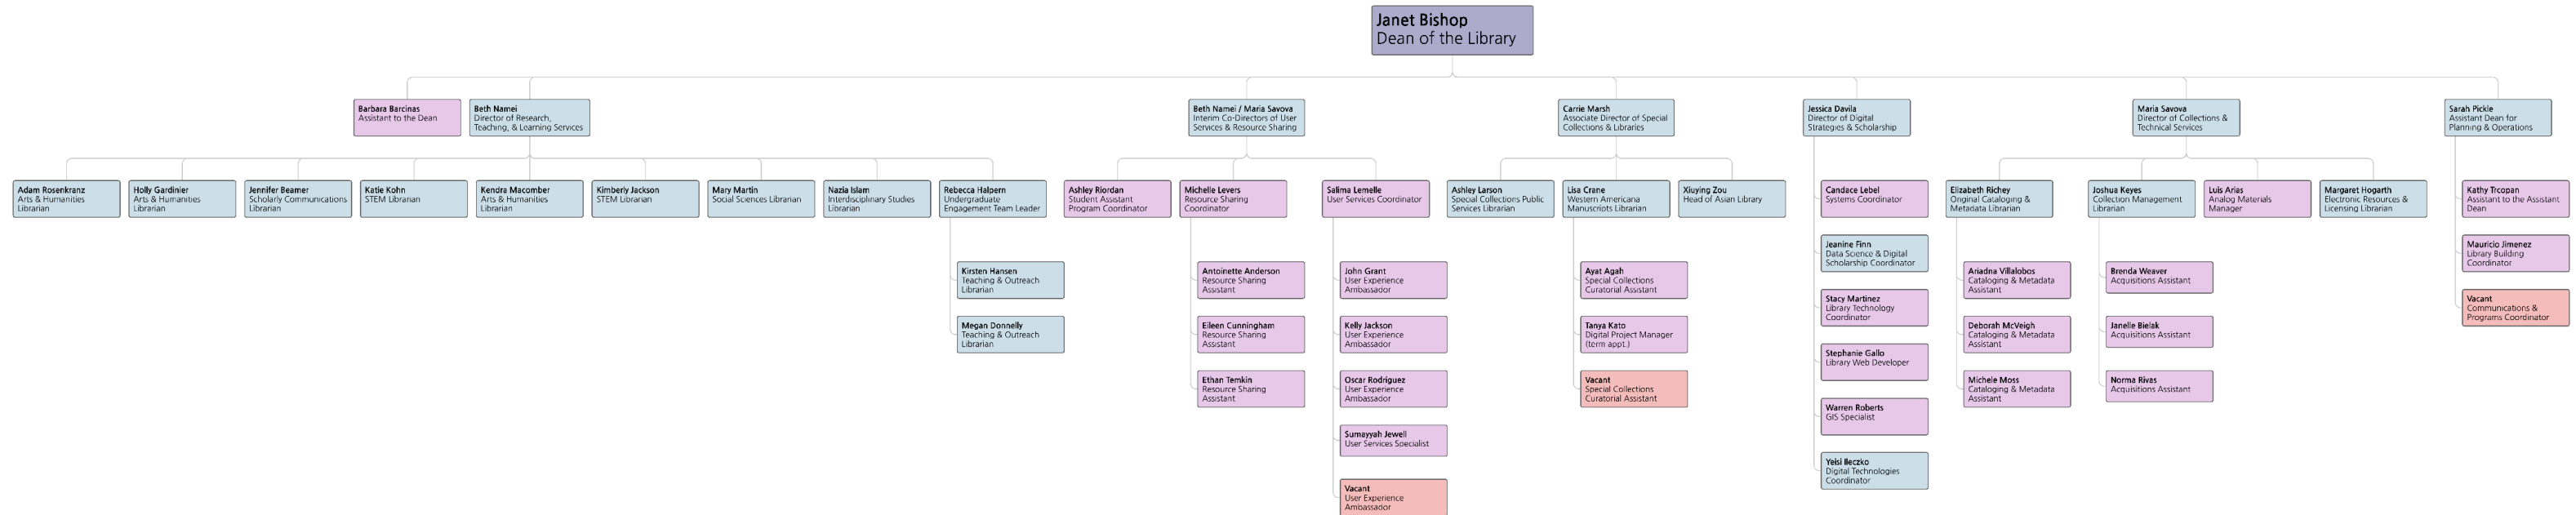 Janet Bishop
Dean of the Library
Barbara Barcinas
Assistant to the Dean
Beth Namei
Director of Research,
Teaching, & Learning Services
Beth Namei / Maria Savova
Interim Co-Directors of User
Services & Resource Sharing
Carrie Marsh
Associate Director of Special
Collections & Libraries
Jessica Davila
Director of Digital
Strategies & Scholarship
Maria Savova
Director of Collections &
Technical Services
Sarah Pickle
Assistant Dean for
Planning & Operations
Adam Rosenkranz
Arts & Humanities
Librarian
Holly Gardinier
Arts & Humanities
Librarian
Jennifer Beamer
Scholarly Communications
Librarian
Katie Kohn
STEM Librarian
Kendra Macomber
Arts & Humanities
Librarian
Kimberly Jackson
STEM Librarian
Mary Martin
Social Sciences Librarian
Nazia Islam
Interdisciplinary Studies
Librarian
Rebecca Halpern
Undergraduate
Engagement Team Leader
Kirsten Hansen
Teaching & Outreach
Librarian
Megan Donnelly
Teaching & Outreach
Librarian
Ashley Riordan
Student Assistant
Program Coordinator
Michelle Levers
Resource Sharing
Coordinator
Antoinette Anderson
Resource Sharing
Assistant
Eileen Cunningham
Resource Sharing
Assistant
Ethan Temkin
Resource Sharing
Assistant
Salima Lemelle
User Services Coordinator
John Grant
User Experience
Ambassador
Kelly Jackson
User Experience
Ambassador
Oscar Rodriguez
User Experience
Ambassador
Sumayyah Jewell
User Services Specialist
Vacant
User Experience
Ambassador
Ashley Larson
Special Collections Public
Services Librarian
Lisa Crane
Western Americana
Manuscripts Librarian
Ayat Agah
Special Collections
Curatorial Assistant
Tanya Kato
Digital Project Manager
(term appt.)
Vacant
Special Collections
Curatorial Assistant
Xiuying Zou
Head of Asian Library
Candace Lebel
Systems Coordinator
Jeanine Finn
Data Science & Digital
Scholarship Coordinator
Stacy Martinez
Library Technology
Coordinator
Stephanie Gallo
Library Web Developer
Warren Roberts
GIS Specialist
Yeisi Ileczko
Digital Technologies
Coordinator
Elizabeth Richey
Original Cataloging &
Metadata Librarian
Ariadna Villalobos
Cataloging & Metadata
Assistant
Deborah McVeigh
Cataloging & Metadata
Assistant
Michele Moss
Cataloging & Metadata
Assistant
Joshua Keyes
Collection Management
Librarian
Brenda Weaver
Acquisitions Assistant
Janelle Bielak
Acquisitions Assistant
Norma Rivas
Acquisitions Assistant
Luis Arias
Analog Materials
Manager
Margaret Hogarth
Electronic Resources &
Licensing Librarian
Kathy Trcopan
Assistant to the Assistant
Dean
Mauricio Jimenez
Library Building
Coordinator
Vacant
Communications &
Programs Coordinator